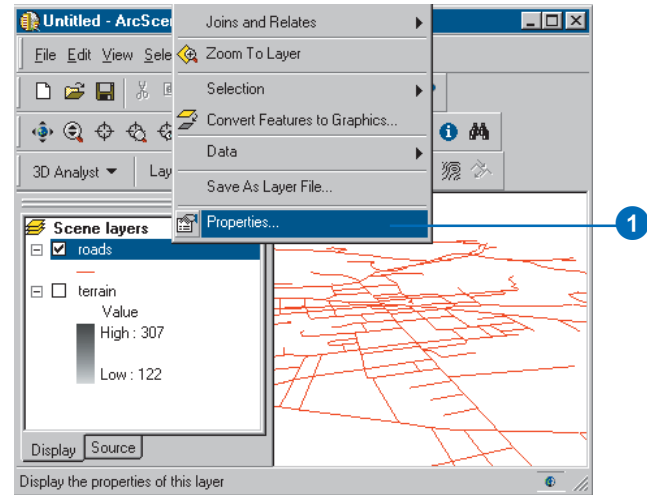 Untitled - ArcSce
File Edit View Sele
Joins and Relates
Zoom To Layer
Selection
Convert Features to Graphics...
Data
Save As Layer File...
Properties...
1
3D Analyst
Lay
Scene layers
roads
terrain
Value
High : 307
Low : 122
Display Source
Display the properties of this layer